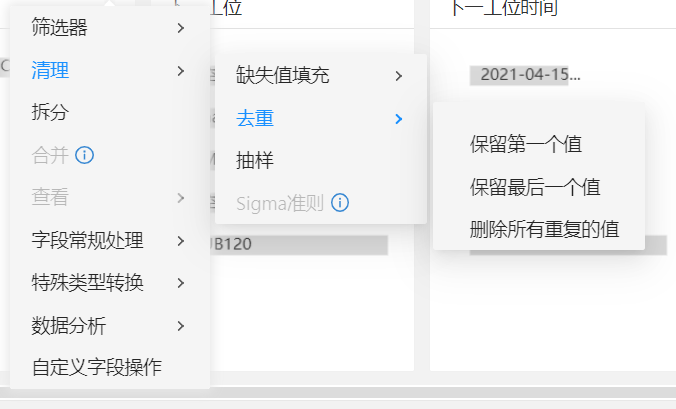 筛选器
清理
拆分
合并
查看
字段常规处理
特殊类型转换
数据分析
自定义字段操作
缺失值填充
去重
抽样
Sigma准则
保留第一个值
保留最后一个值
删除所有重复的值
工位
下一工位时间
2021-04-15...
B120